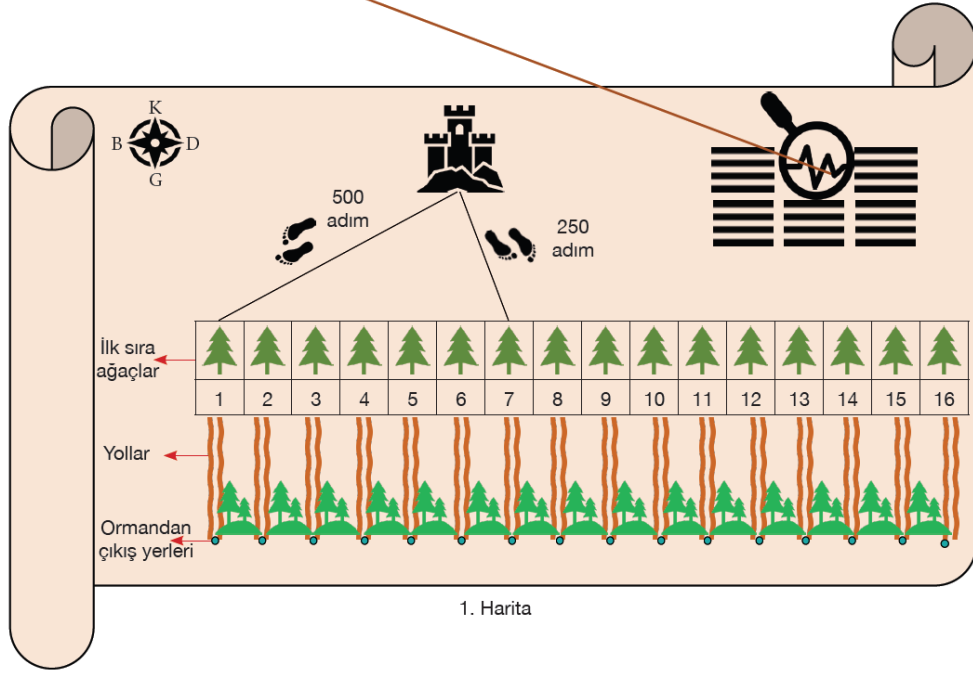 K
B D
G
500
adım
250
adım
İlk sıra
ağaçlar
1 2 3 4 5 6 7 8 9 10 11 12 13 14 15 16
Yollar
Ormandan
çıkış yerleri
1. Harita